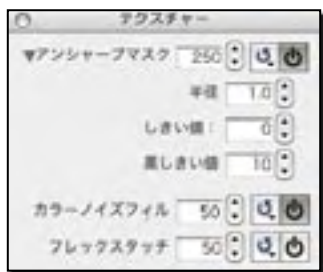 テクスチャー
▼アンシャープマスク 250
半径 1.0
しきい値： 0
黒しきい値 10
カラーノイズフィル 50
フレックスタッチ 50